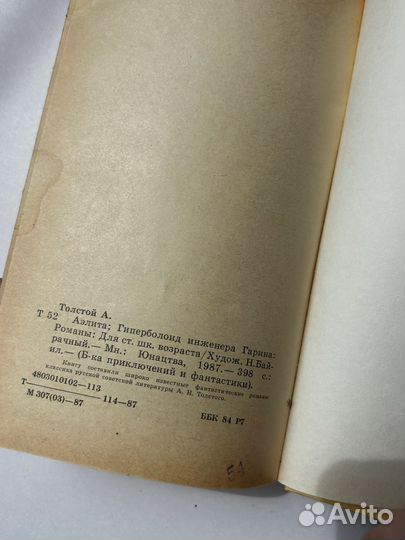 Толстой А.
Т 52 Аэлита; Гиперболоид инженера Гарина:
Романы: Для ст. шк. возраста/Худож. Н. Бай-
рачный.— Мн.: Юнацтва, 1987.— 398 с.:
ил.— (Б-ка приключений и фантастики).
Книгу составили широко известные фантастические романы
классика русской советской литературы А. Н. Толстого.
Т 4803010102—113 114—87
М 307(03)—87
ББК 84 Р7
54
Avito